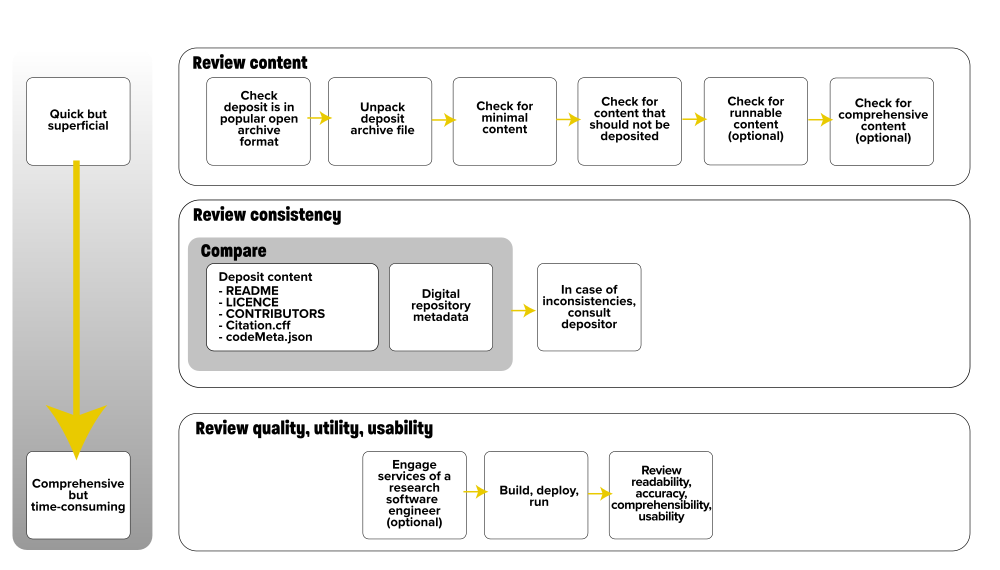 Quick but
superficial
Comprehensive
but
time-consuming
Review content
Check
deposit is in
popular open
archive
format
Unpack
deposit
archive file
Check for
minimal
content
Check for
content that
should not be
deposited
Check for
runnable
content
(optional)
Check for
comprehensive
content
(optional)
Review consistency
Compare
Deposit content
- README
- LICENCE
- CONTRIBUTORS
- Citation.cff
- codeMeta.json
Digital
repository
metadata
In case of
inconsistencies,
consult
depositor
Review quality, utility, usability
Engage
services of a
research
software
engineer
(optional)
Build, deploy,
run
Review
readability,
accuracy,
comprehensibility,
usability